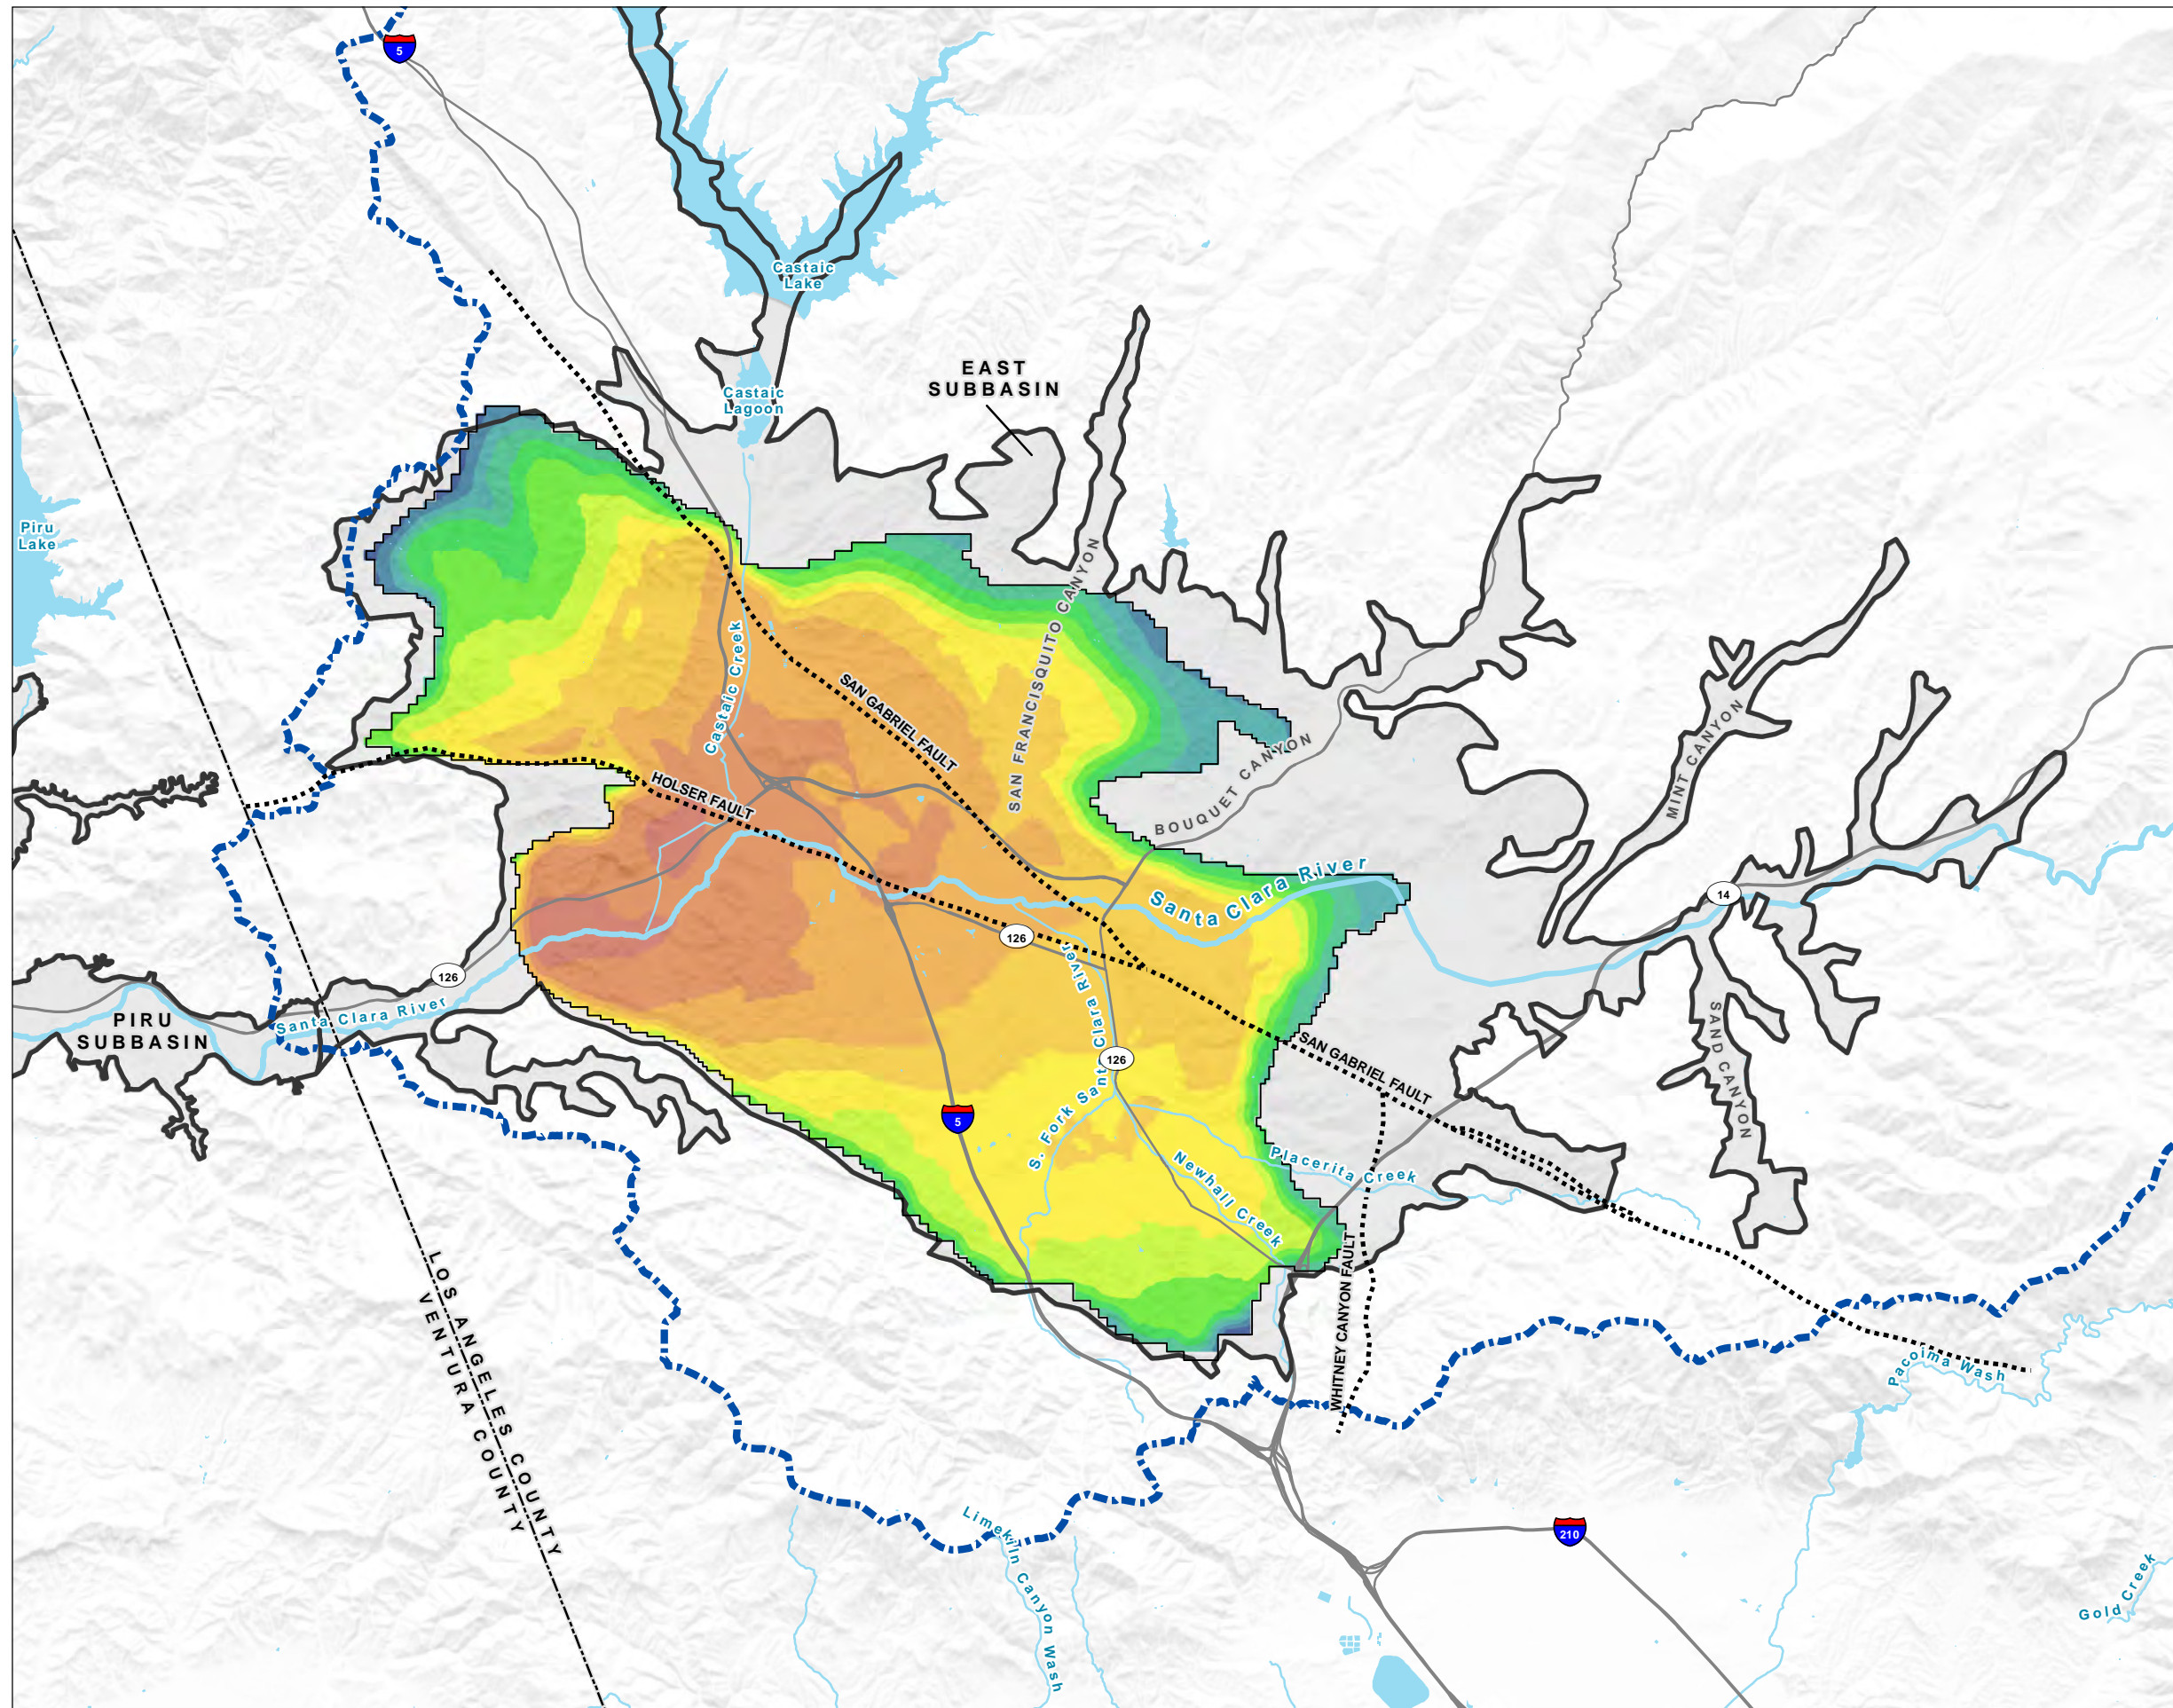 5
Castaic
Lake
EAST
SUBBASIN
Castaic
Lagoon
Piru
Lake
SAN FRANCISQUITO CANYON
Castaic Creek
SAN GABRIEL FAULT
HOLSER FAULT
BOUQUET CANYON
MINT CANYON
Santa Clara River
14
126
126
PIRU
SUBBASIN
Santa Clara River
S. Fork Santa Clara River
126
SAN GABRIEL FAULT
SAND CANYON
5
Placerita Creek
Newhall Creek
WHITNEY CANYON FAULT
LOS ANGELES COUNTY
VENTURA COUNTY
Pacoima Wash
Limekiln Canyon Wash
210
Gold Creek